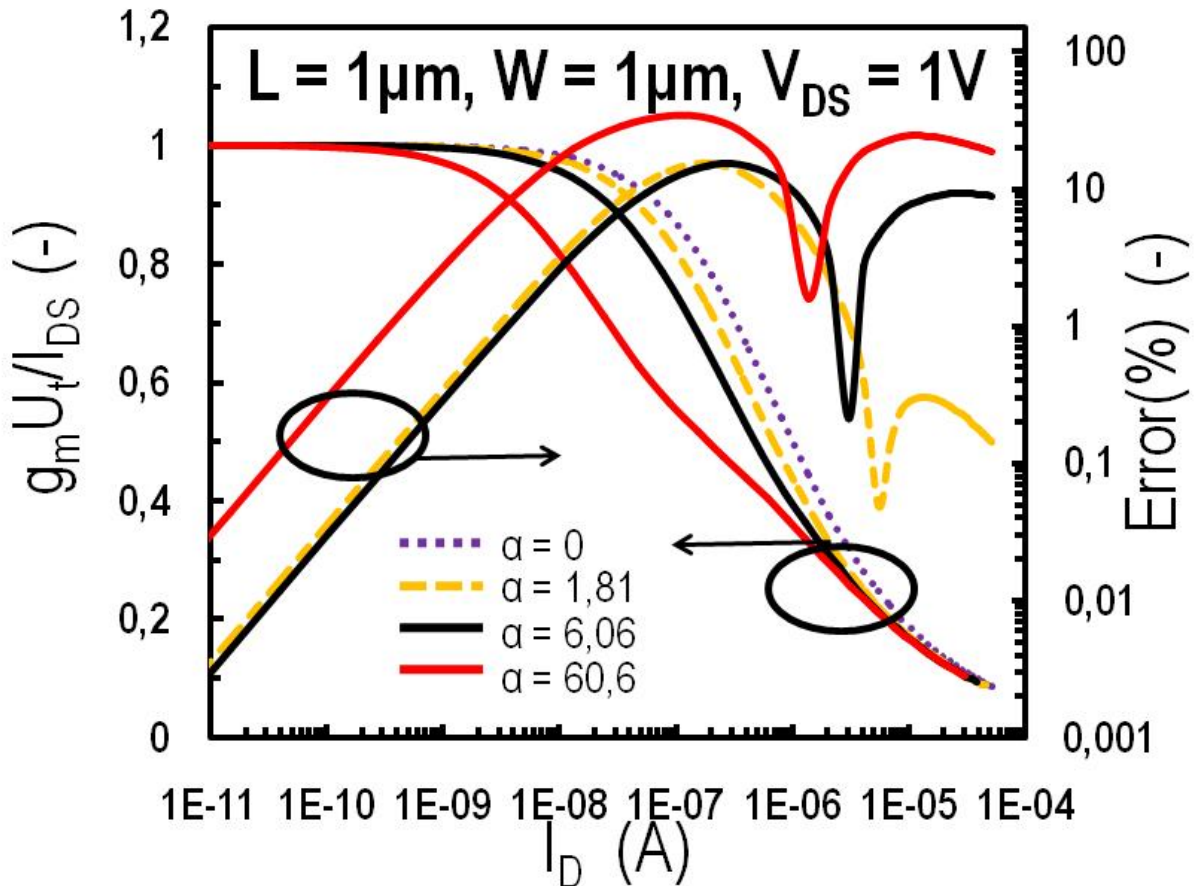 L = 1µm, W = 1µm, V_DS = 1V
g_m U_t/I_DS (-)
1,2
1
0,8
0,6
0,4
0,2
0
α = 0
α = 1,81
α = 6,06
α = 60,6
100
10
1
0,1
0,01
0,001
Error(%) (-)
1E-11 1E-10 1E-09 1E-08 1E-07 1E-06 1E-05 1E-04
I_D (A)